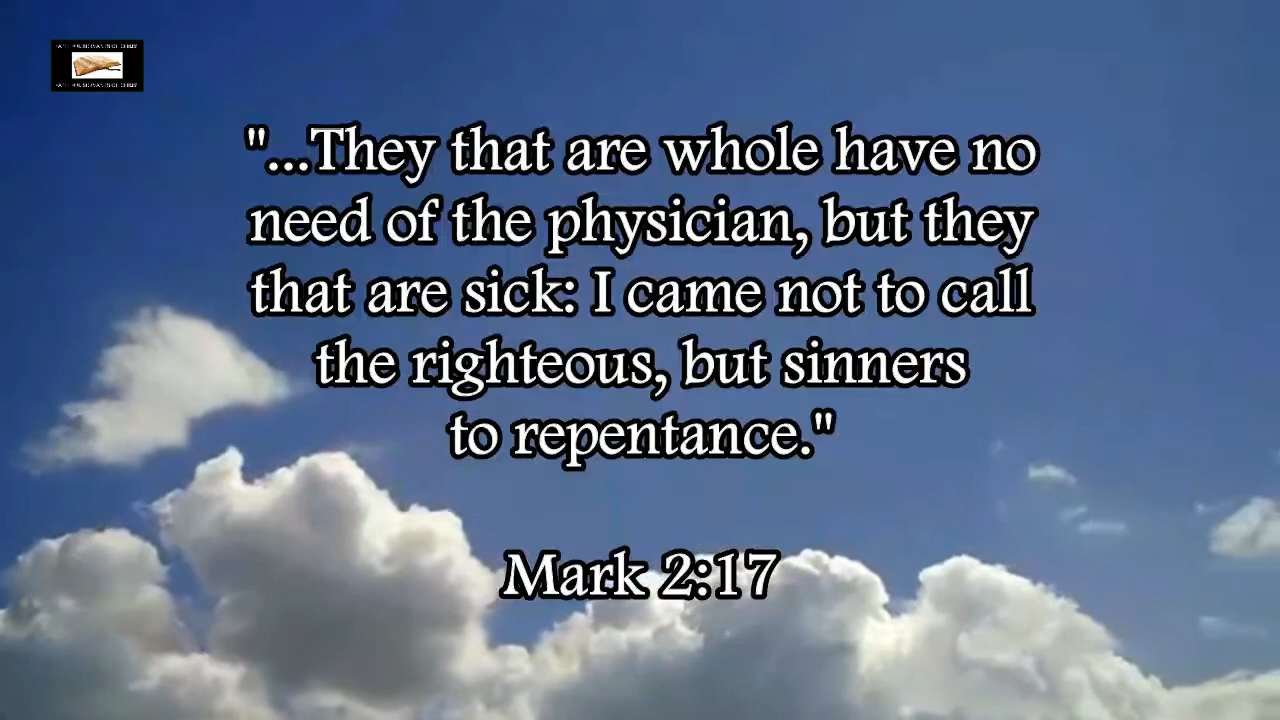 "...They that are whole have no
need of the physician, but they
that are sick: I came not to call
the righteous, but sinners
to repentance."
Mark 2:17